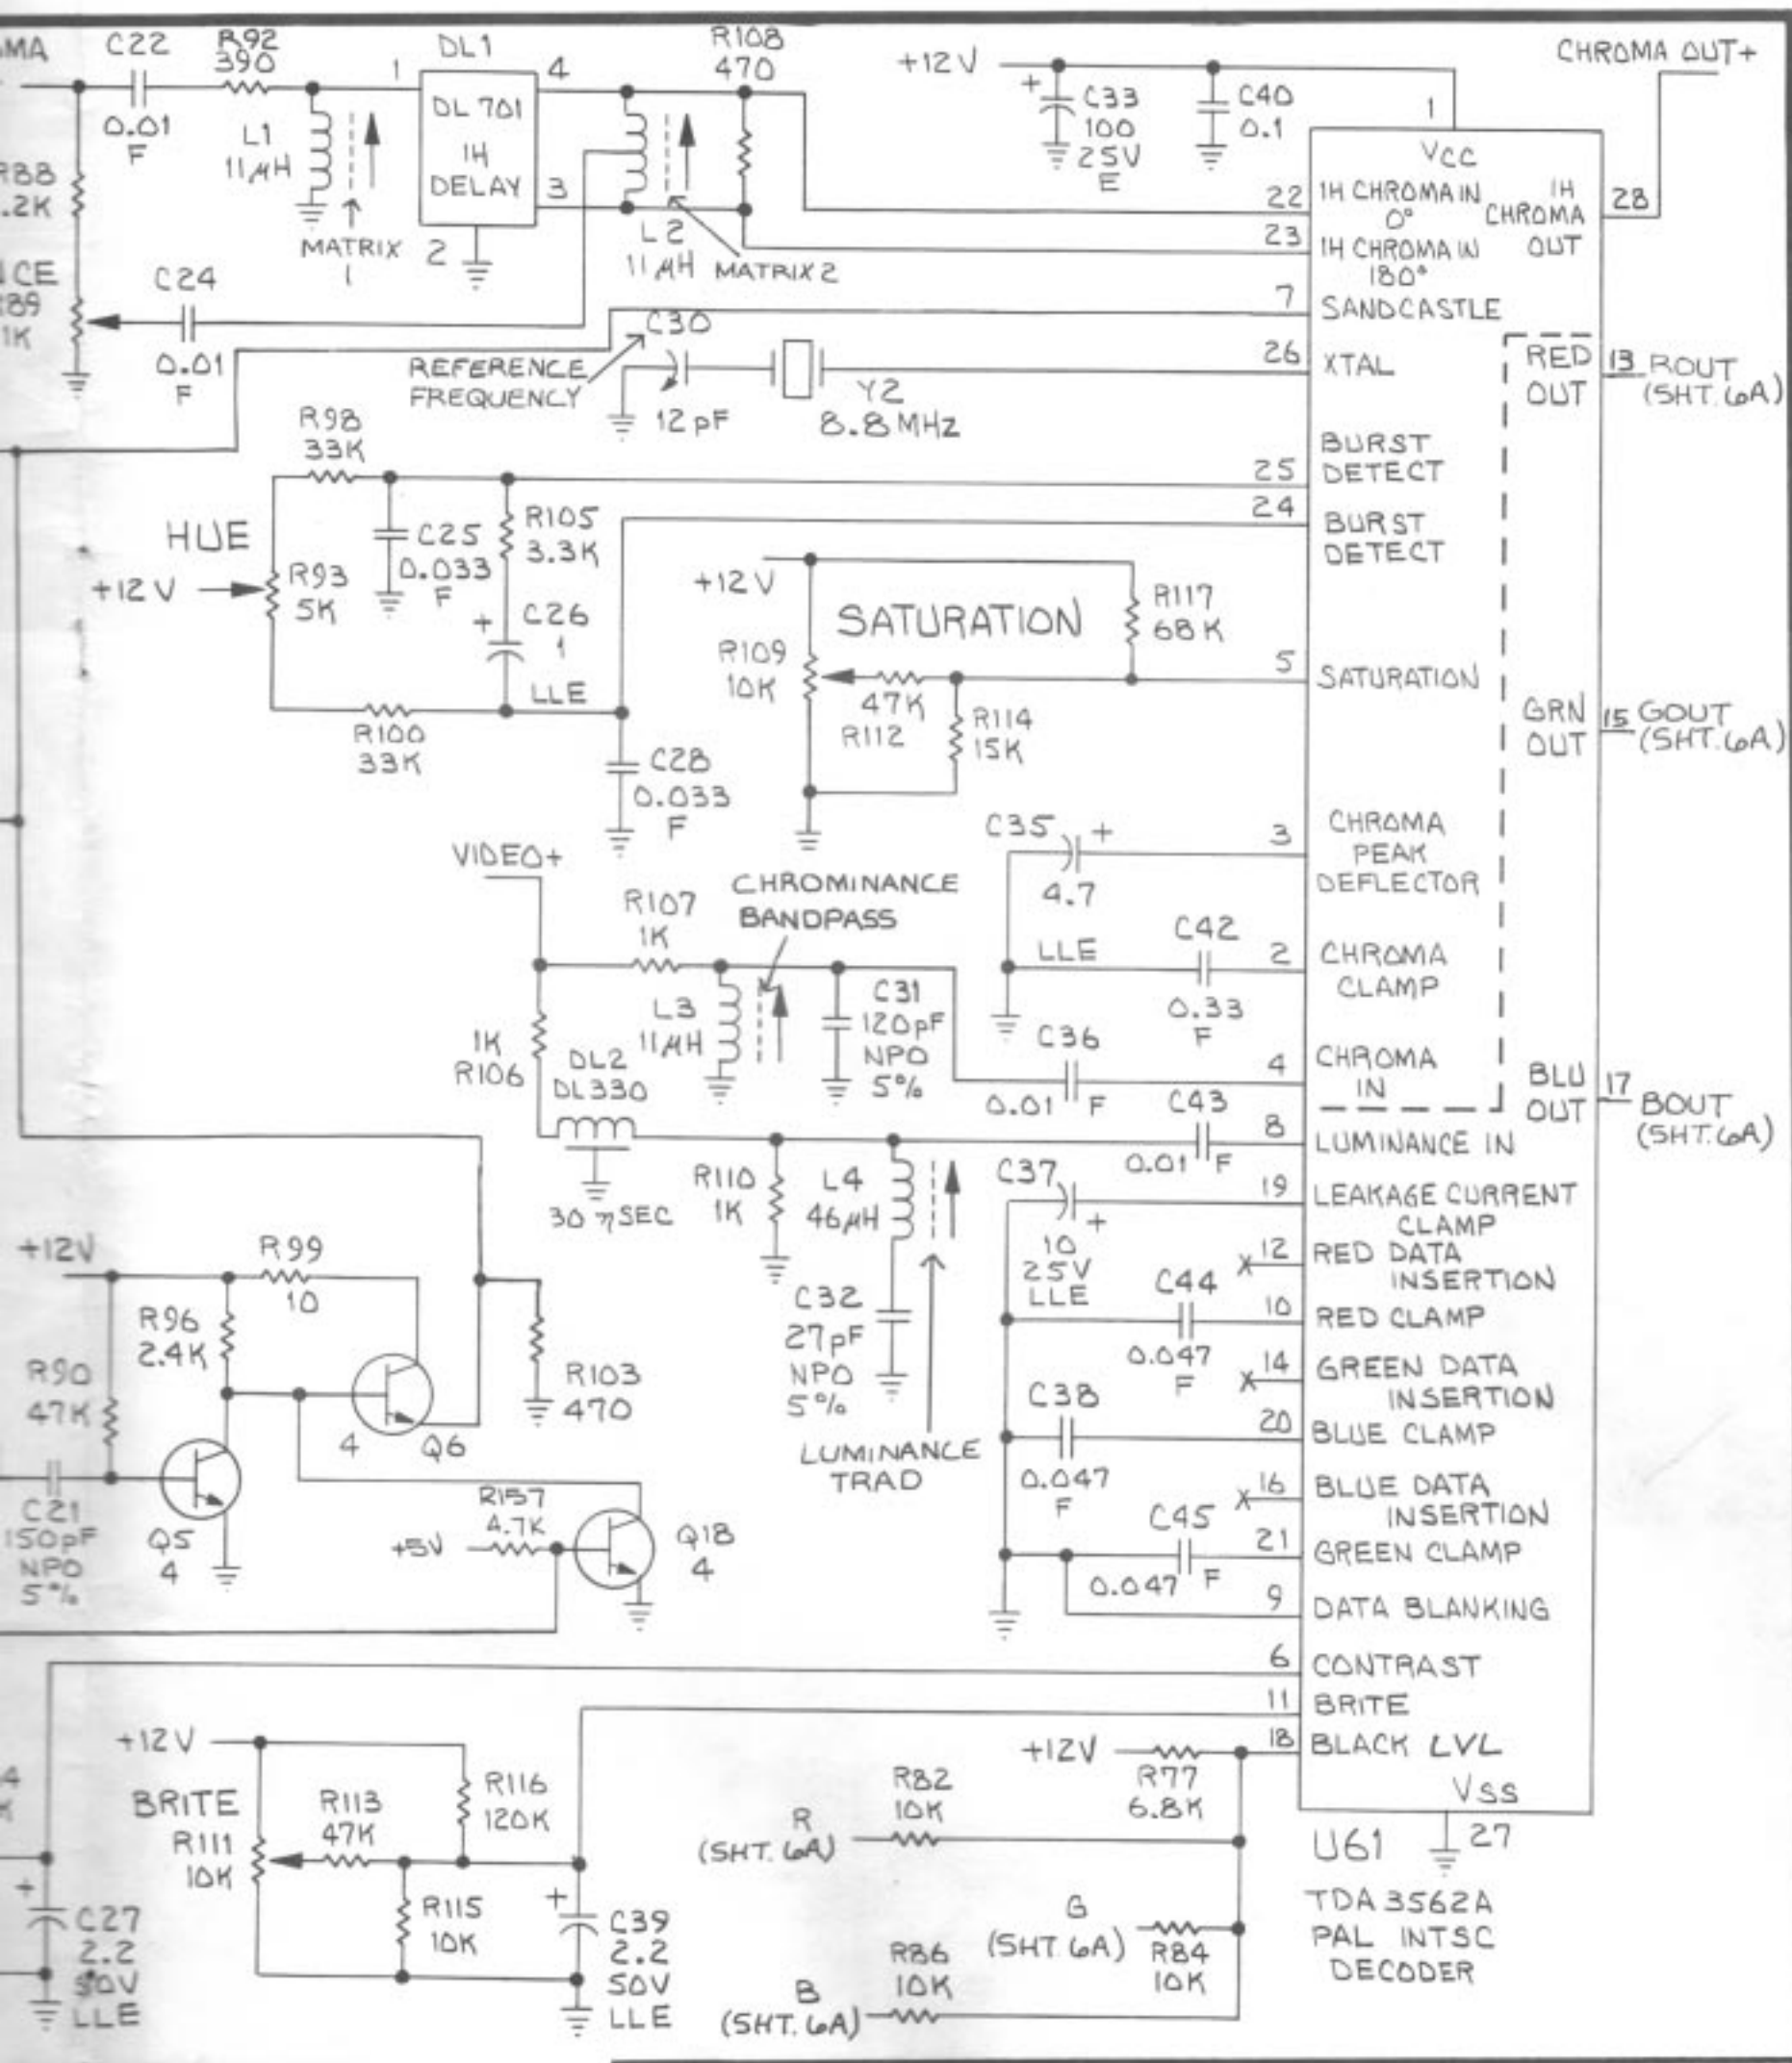 C22
R92
390
DL1
R108
470
+12V
CHROMA OUT+
1
4
DL 701
1H
DELAY
0.01
F
L1
11µH
C33
100
25V
E
C40
0.1
1
VCC
3
2
MATRIX
1
L2
11µH
MATRIX 2
22
1H CHROMA IN
0°
1H
CHROMA
OUT
28
23
1H CHROMA IN
180°
C24
0.01
F
1K
7
SANDCASTLE
C30
REFERENCE
FREQUENCY
12pF
Y2
8.8MHz
26
XTAL
RED
OUT
13
ROUT
(SHT. 6A)
R98
33K
25
BURST
DETECT
24
BURST
DETECT
HUE
+12V
R93
5K
C25
0.033
F
R105
3.3K
+
C26
1
LLE
R100
33K
C28
0.033
F
+12V
SATURATION
R117
68K
R109
10K
47K
R112
R114
15K
5
SATURATION
GRN
OUT
15
GOUT
(SHT. 6A)
C35
+
4.7
LLE
3
CHROMA
PEAK
DEFLECTOR
VIDEO+
R107
1K
CHROMINANCE
BANDPASS
C42
0.33
F
2
CHROMA
CLAMP
L3
11µH
C31
120pF
NPO
5%
1K
R106
DL2
DL330
30 ηSEC
C36
0.01
F
4
CHROMA
IN
BLU
OUT
17
BOUT
(SHT. 6A)
C43
0.01
F
8
LUMINANCE IN
R110
1K
L4
46µH
C37
+
10
25V
LLE
19
LEAKAGE CURRENT
CLAMP
X
12
RED DATA
INSERTION
C32
27pF
NPO
5%
C44
0.047
F
10
RED CLAMP
X
14
GREEN DATA
INSERTION
LUMINANCE
TRAD
C38
0.047
F
20
BLUE CLAMP
X
16
BLUE DATA
INSERTION
C45
0.047
F
21
GREEN CLAMP
9
DATA BLANKING
+12V
R99
10
R96
2.4K
R90
47K
4
Q6
R103
470
C21
150pF
NPO
5%
Q5
4
R157
4.7K
+5V
Q18
4
6
CONTRAST
11
BRITE
18
BLACK LVL
VSS
+12V
R77
6.8K
+12V
BRITE
R111
10K
R113
47K
R116
120K
R115
10K
+
C39
2.2
50V
LLE
+
C27
2.2
50V
LLE
R82
10K
R
(SHT. 6A)
G
(SHT. 6A)
R84
10K
R86
10K
B
(SHT. 6A)
U61
27
TDA 3562A
PAL INTSC
DECODER